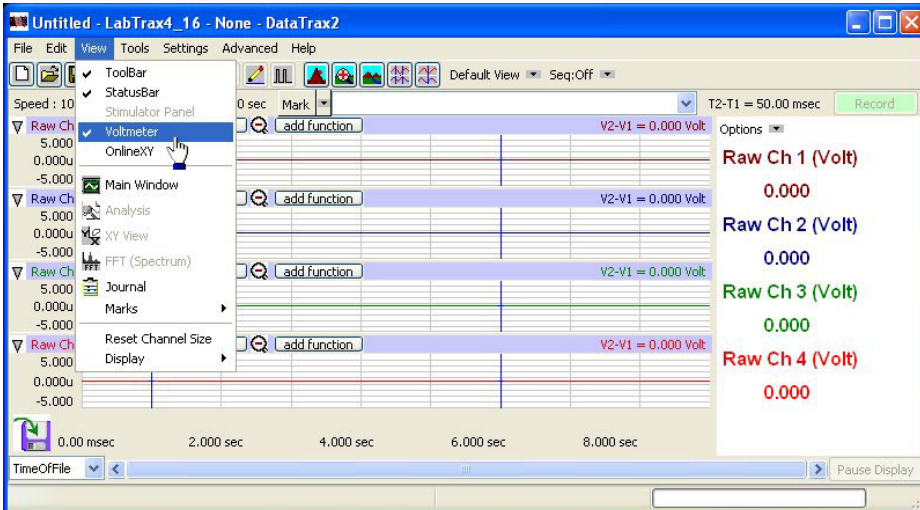 Untitled - LabTrax4_16 - None - DataTrax2
File Edit View Tools Settings Advanced Help
Default View Seq:Off
Speed : 10
0 sec Mark
T2-T1 = 50.00 msec Record
ToolBar
StatusBar
Stimulator Panel
Voltmeter
OnlineXY
Main Window
Analysis
XY View
FFT (Spectrum)
Journal
Marks
Reset Channel Size
Display
Raw Ch
add function
V2-V1 = 0.000 Volt
5.000
0.000u
-5.000
Raw Ch
add function
V2-V1 = 0.000 Volt
5.000
0.000u
-5.000
Raw Ch
add function
V2-V1 = 0.000 Volt
5.000
0.000u
-5.000
Raw Ch
add function
V2-V1 = 0.000 Volt
5.000
0.000u
-5.000
Options
Raw Ch 1 (Volt)
0.000
Raw Ch 2 (Volt)
0.000
Raw Ch 3 (Volt)
0.000
Raw Ch 4 (Volt)
0.000
0.00 msec 2.000 sec 4.000 sec 6.000 sec 8.000 sec
TimeOfFile
Pause Display